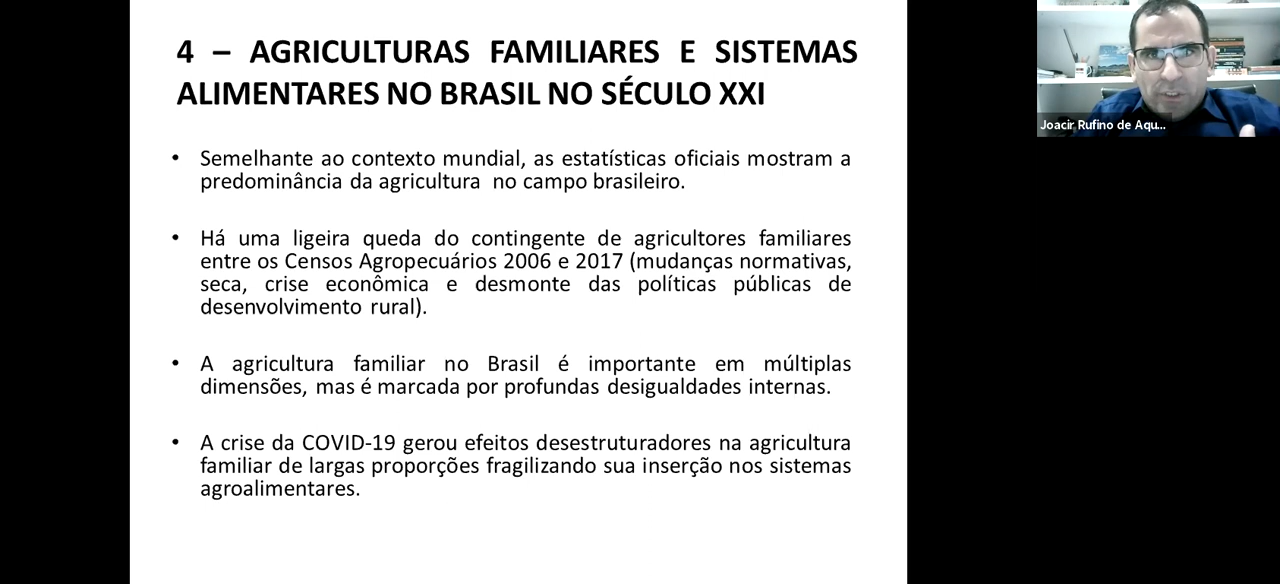 4 – AGRICULTURAS FAMILIARES E SISTEMAS
ALIMENTARES NO BRASIL NO SÉCULO XXI
• Semelhante ao contexto mundial, as estatísticas oficiais mostram a
predominância da agricultura no campo brasileiro.
• Há uma ligeira queda do contingente de agricultores familiares
entre os Censos Agropecuários 2006 e 2017 (mudanças normativas,
seca, crise econômica e desmonte das políticas públicas de
desenvolvimento rural).
• A agricultura familiar no Brasil é importante em múltiplas
dimensões, mas é marcada por profundas desigualdades internas.
• A crise da COVID-19 gerou efeitos desestruturadores na agricultura
familiar de largas proporções fragilizando sua inserção nos sistemas
agroalimentares.
Joacir Rufino de Aqu...